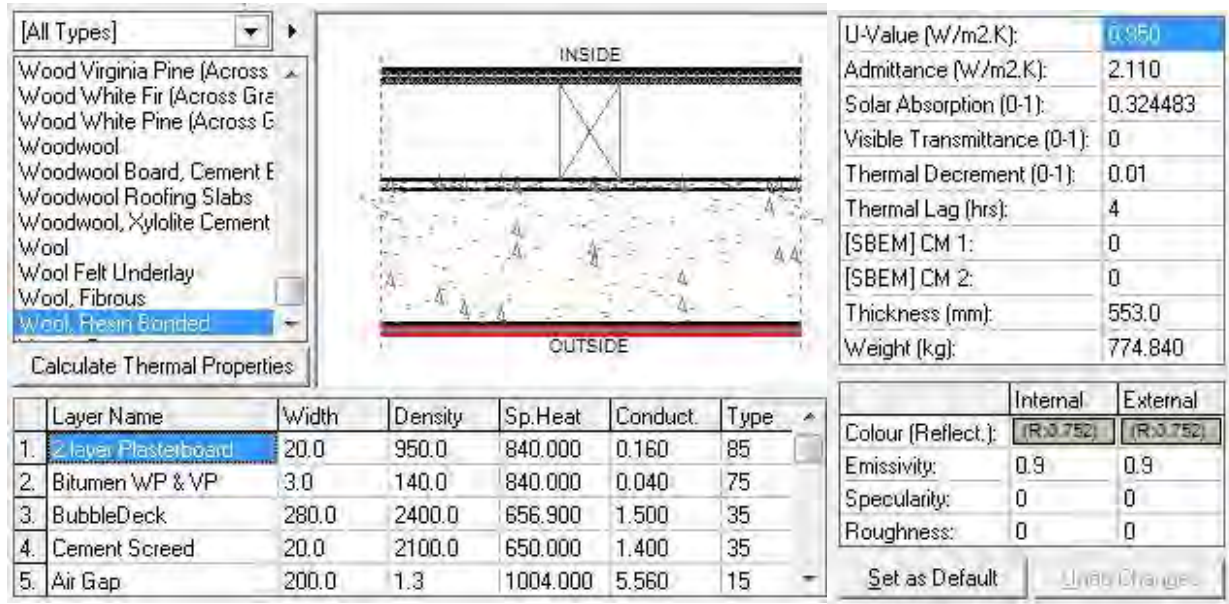 [All Types]
Wood Virginia Pine (Across
Wood White Fir (Across Gra
Wood White Pine (Across G
Woodwool
Woodwool Board, Cement E
Woodwool Roofing Slabs
Woodwool, Xylolite Cement
Wool
Wool Felt Underlay
Wool, Fibrous
Wool, Resin Bonded
Calculate Thermal Properties
INSIDE
OUTSIDE
U-Value (W/m2.K): 0.950
Admittance (W/m2.K): 2.110
Solar Absorption (0-1): 0.324483
Visible Transmittance (0-1): 0
Thermal Decrement (0-1): 0.01
Thermal Lag (hrs): 4
[SBEM] CM 1: 0
[SBEM] CM 2: 0
Thickness (mm): 553.0
Weight (kg): 774.840
Layer Name Width Density Sp.Heat Conduct. Type
1. 2 layer Plasterboard 20.0 950.0 840.000 0.160 85
2. Bitumen WP & VP 3.0 140.0 840.000 0.040 75
3. BubbleDeck 280.0 2400.0 656.900 1.500 35
4. Cement Screed 20.0 2100.0 650.000 1.400 35
5. Air Gap 200.0 1.3 1004.000 5.560 15
Internal External
Colour (Reflect.): (R:0.752) (R:0.752)
Emissivity: 0.9 0.9
Specularity: 0 0
Roughness: 0 0
Set as Default Undo Changes